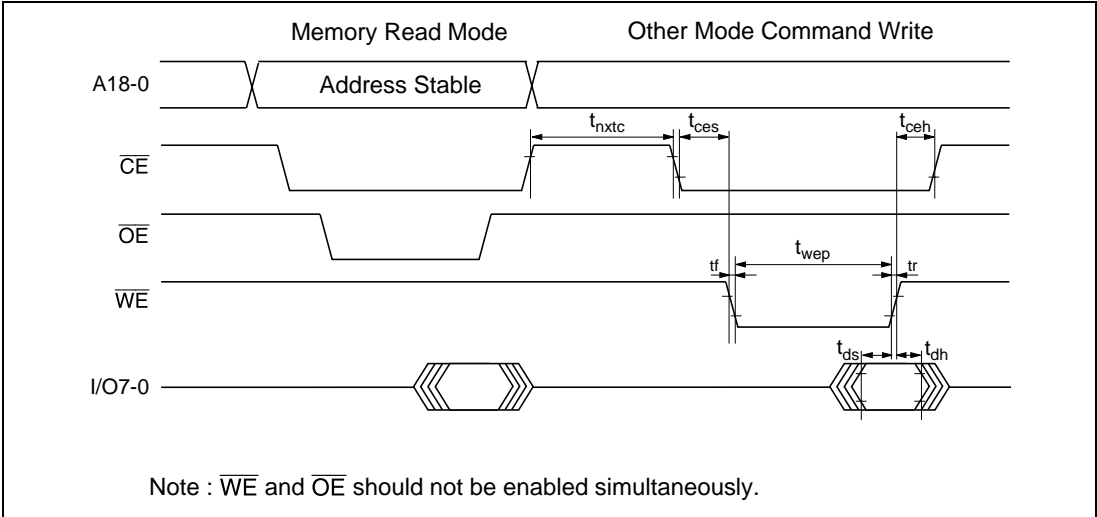 Memory Read Mode Other Mode Command Write
A18-0 Address Stable
tnxtc tces tceh
CE
OE
twep
tf tr
WE
tds tdh
I/O7-0
Note : WE and OE should not be enabled simultaneously.